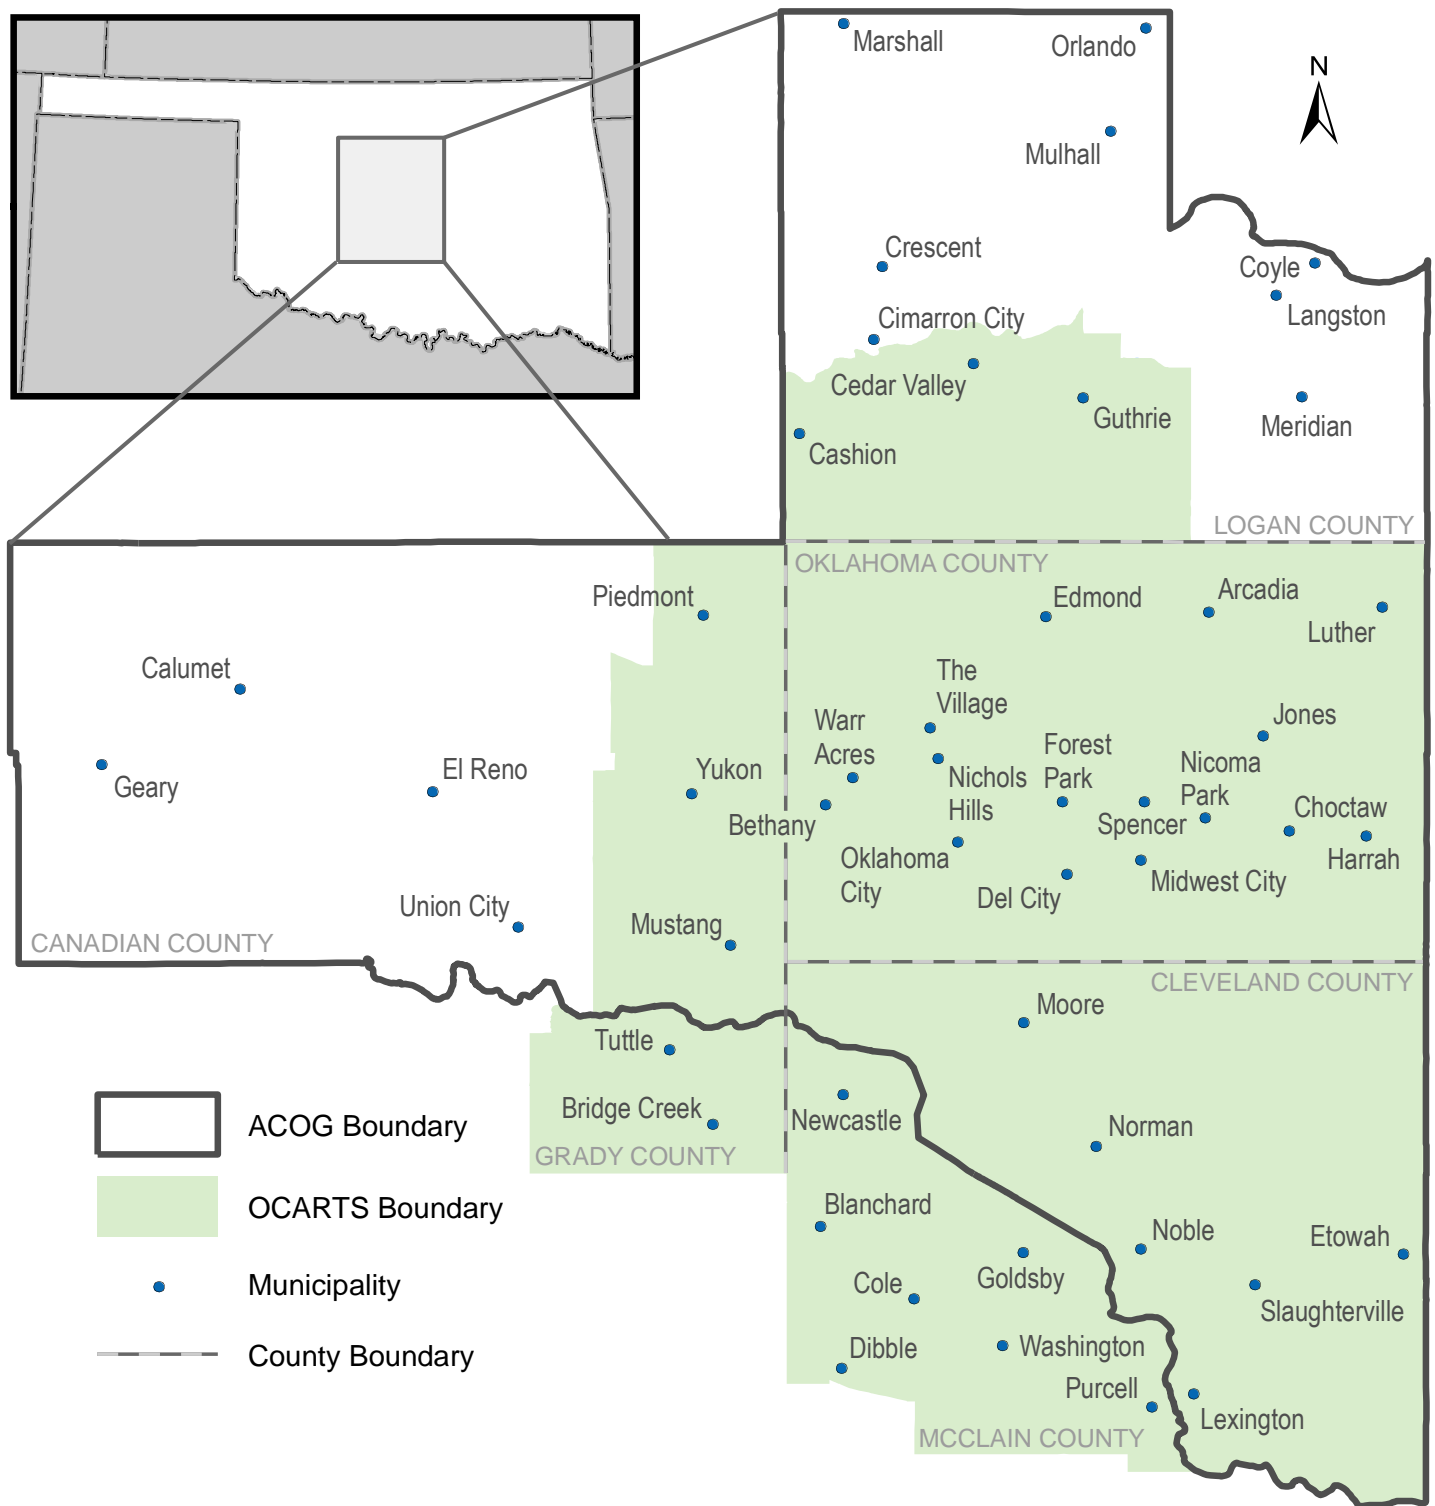 Marshall
Orlando
N
Mulhall
Crescent
Coyle
Langston
Cimarron City
Cedar Valley
Guthrie
Meridian
Cashion
LOGAN COUNTY
OKLAHOMA COUNTY
Piedmont
Edmond
Arcadia
Luther
Calumet
The
Village
Warr
Acres
Jones
Forest
Park
Nicoma
Park
Geary
El Reno
Yukon
Nichols
Hills
Bethany
Spencer
Choctaw
Harrah
Oklahoma
City
Del City
Midwest City
Union City
Mustang
CANADIAN COUNTY
CLEVELAND COUNTY
Moore
Tuttle
Bridge Creek
Newcastle
Norman
GRADY COUNTY
ACOG Boundary
OCARTS Boundary
Municipality
County Boundary
Blanchard
Noble
Etowah
Goldsby
Cole
Slaughterville
Washington
Dibble
Purcell
Lexington
MCCLAIN COUNTY